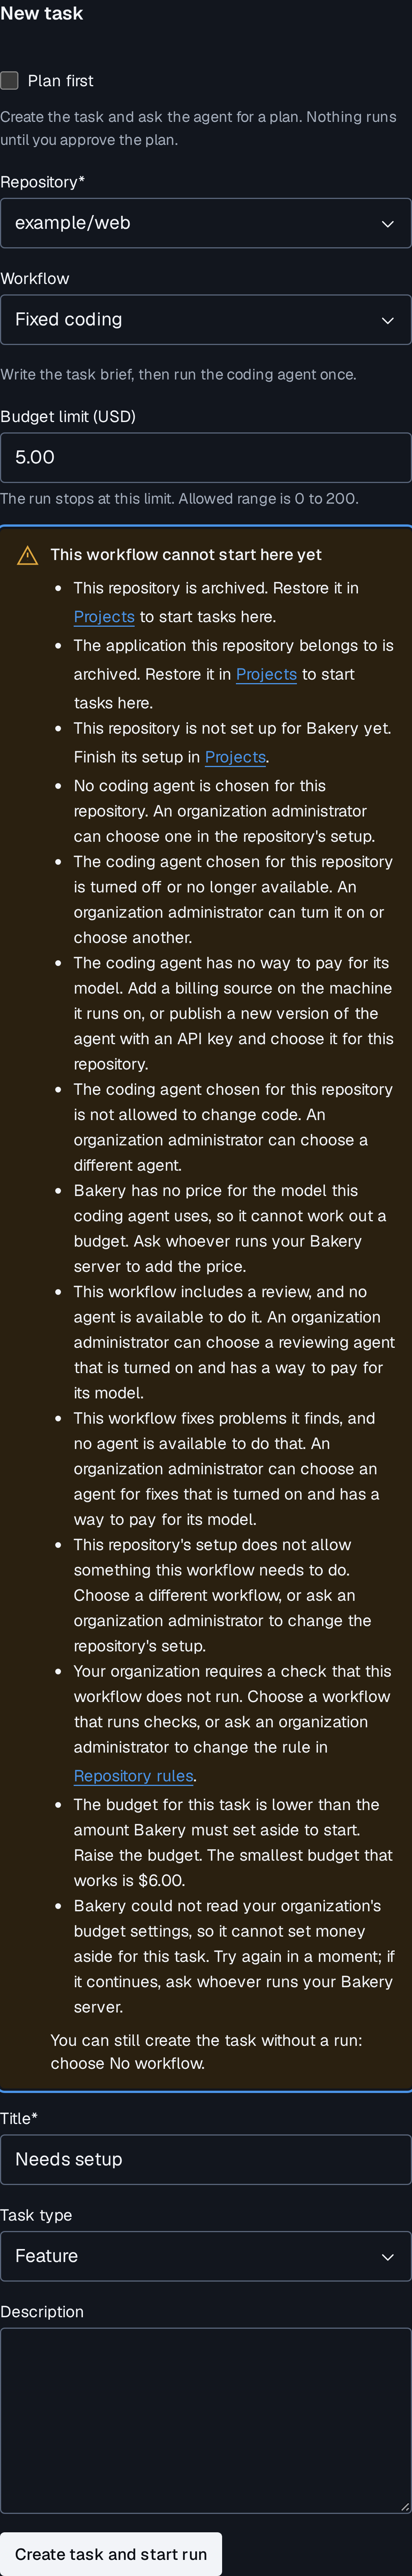 New task
Plan first
Create the task and ask the agent for a plan. Nothing runs
until you approve the plan.
Repository*
example/web
Workflow
Fixed coding
Write the task brief, then run the coding agent once.
Budget limit (USD)
5.00
The run stops at this limit. Allowed range is 0 to 200.
This workflow cannot start here yet
• This repository is archived. Restore it in
Projects to start tasks here.
• The application this repository belongs to is
archived. Restore it in Projects to start
tasks here.
• This repository is not set up for Bakery yet.
Finish its setup in Projects.
• No coding agent is chosen for this
repository. An organization administrator
can choose one in the repository's setup.
• The coding agent chosen for this repository
is turned off or no longer available. An
organization administrator can turn it on or
choose another.
• The coding agent has no way to pay for its
model. Add a billing source on the machine
it runs on, or publish a new version of the
agent with an API key and choose it for this
repository.
• The coding agent chosen for this repository
is not allowed to change code. An
organization administrator can choose a
different agent.
• Bakery has no price for the model this
coding agent uses, so it cannot work out a
budget. Ask whoever runs your Bakery
server to add the price.
• This workflow includes a review, and no
agent is available to do it. An organization
administrator can choose a reviewing agent
that is turned on and has a way to pay for
its model.
• This workflow fixes problems it finds, and
no agent is available to do that. An
organization administrator can choose an
agent for fixes that is turned on and has a
way to pay for its model.
• This repository's setup does not allow
something this workflow needs to do.
Choose a different workflow, or ask an
organization administrator to change the
repository's setup.
• Your organization requires a check that this
workflow does not run. Choose a workflow
that runs checks, or ask an organization
administrator to change the rule in
Repository rules.
• The budget for this task is lower than the
amount Bakery must set aside to start.
Raise the budget. The smallest budget that
works is $6.00.
• Bakery could not read your organization's
budget settings, so it cannot set money
aside for this task. Try again in a moment; if
it continues, ask whoever runs your Bakery
server.
You can still create the task without a run:
choose No workflow.
Title*
Needs setup
Task type
Feature
Description
Create task and start run